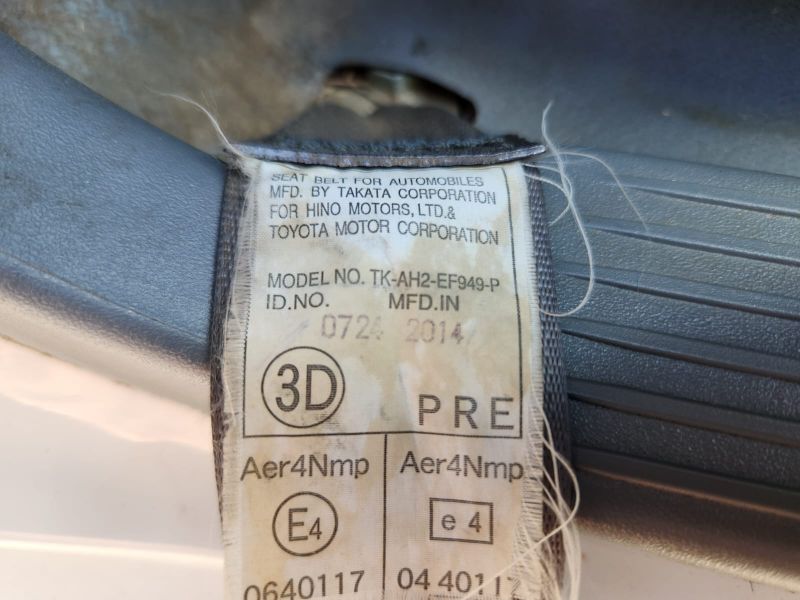 SEAT BELT FOR AUTOMOBILES
MFD. BY TAKATA CORPORATION
FOR HINO MOTORS, LTD.&
TOYOTA MOTOR CORPORATION
MODEL NO. TK-AH2-EF949-P
ID.NO. MFD.IN
0724 2014
3D PRE
Aer4Nmp Aer4Nmp
E4 e 4
0640117 0440117